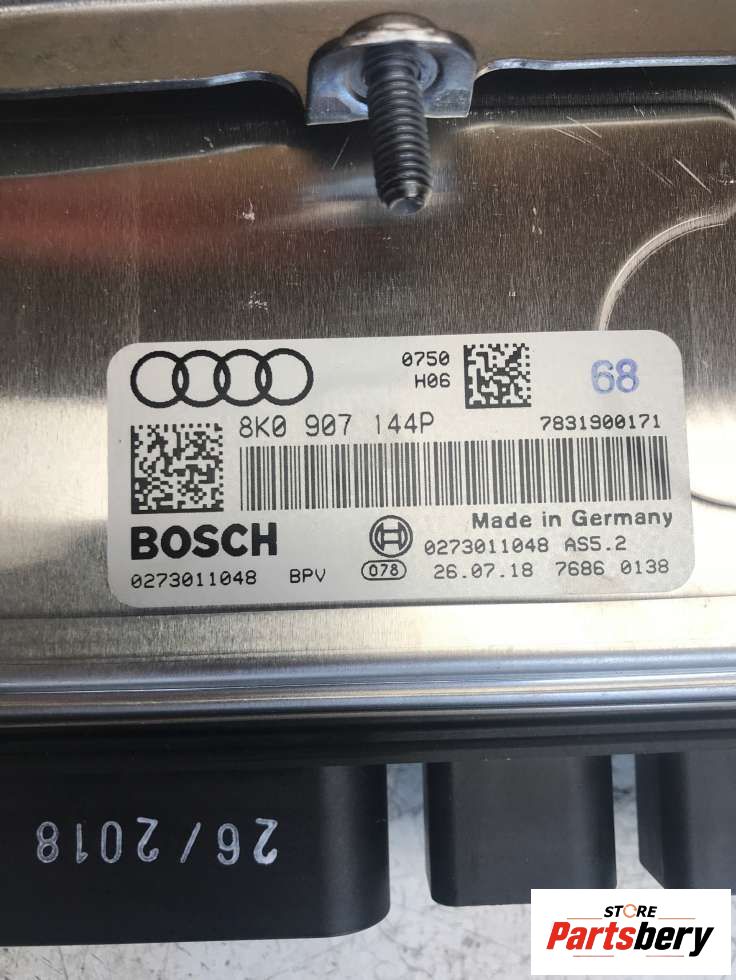 0750
H06
68
8K0 907 144P
7831900171
Made in Germany
BOSCH
0273011048 AS5.2
0273011048 BPV 078 26.07.18 7686 0138
26/2018
STORE
Partsbery